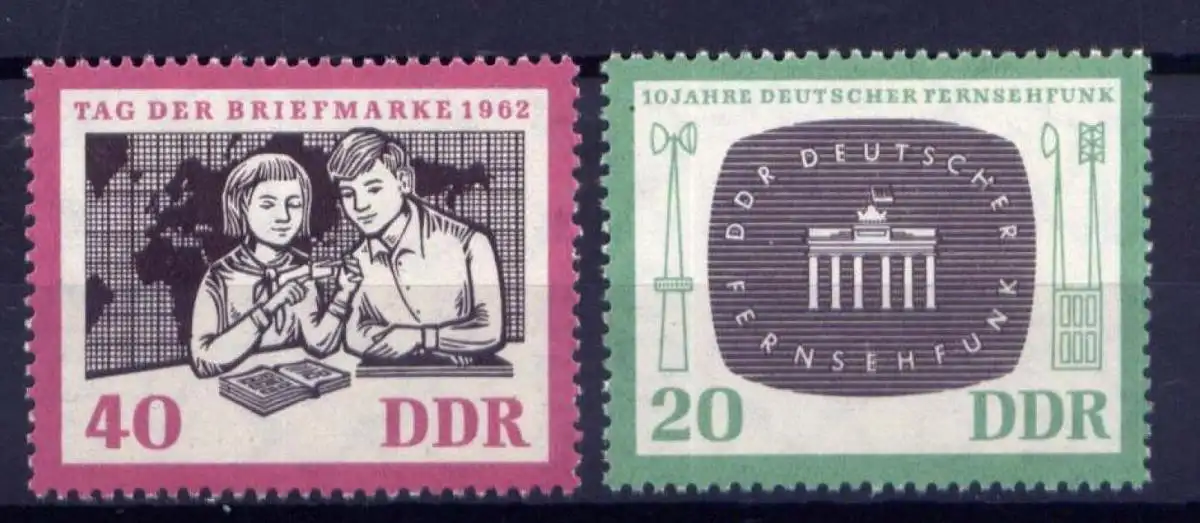 TAG DER BRIEFMARKE 1962
40 DDR
10 JAHRE DEUTSCHER FERNSEHFUNK
DDR DEUTSCHER FERNSEHFUNK
20 DDR